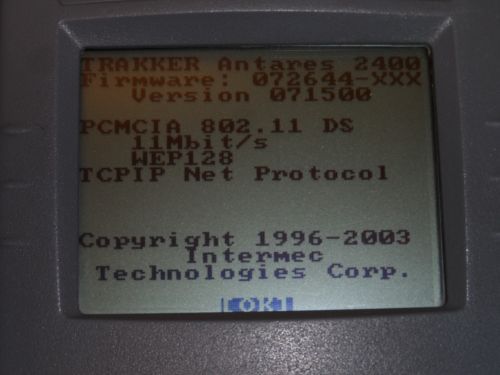 TRAKKER Antares 2400
Firmware: 072644-XXX
Version 071500
PCMCIA 802.11 DS
11Mbit/s
WEP128
TCPIP Net Protocol
Copyright 1996-2003
Intermec
Technologies Corp.
[OK]